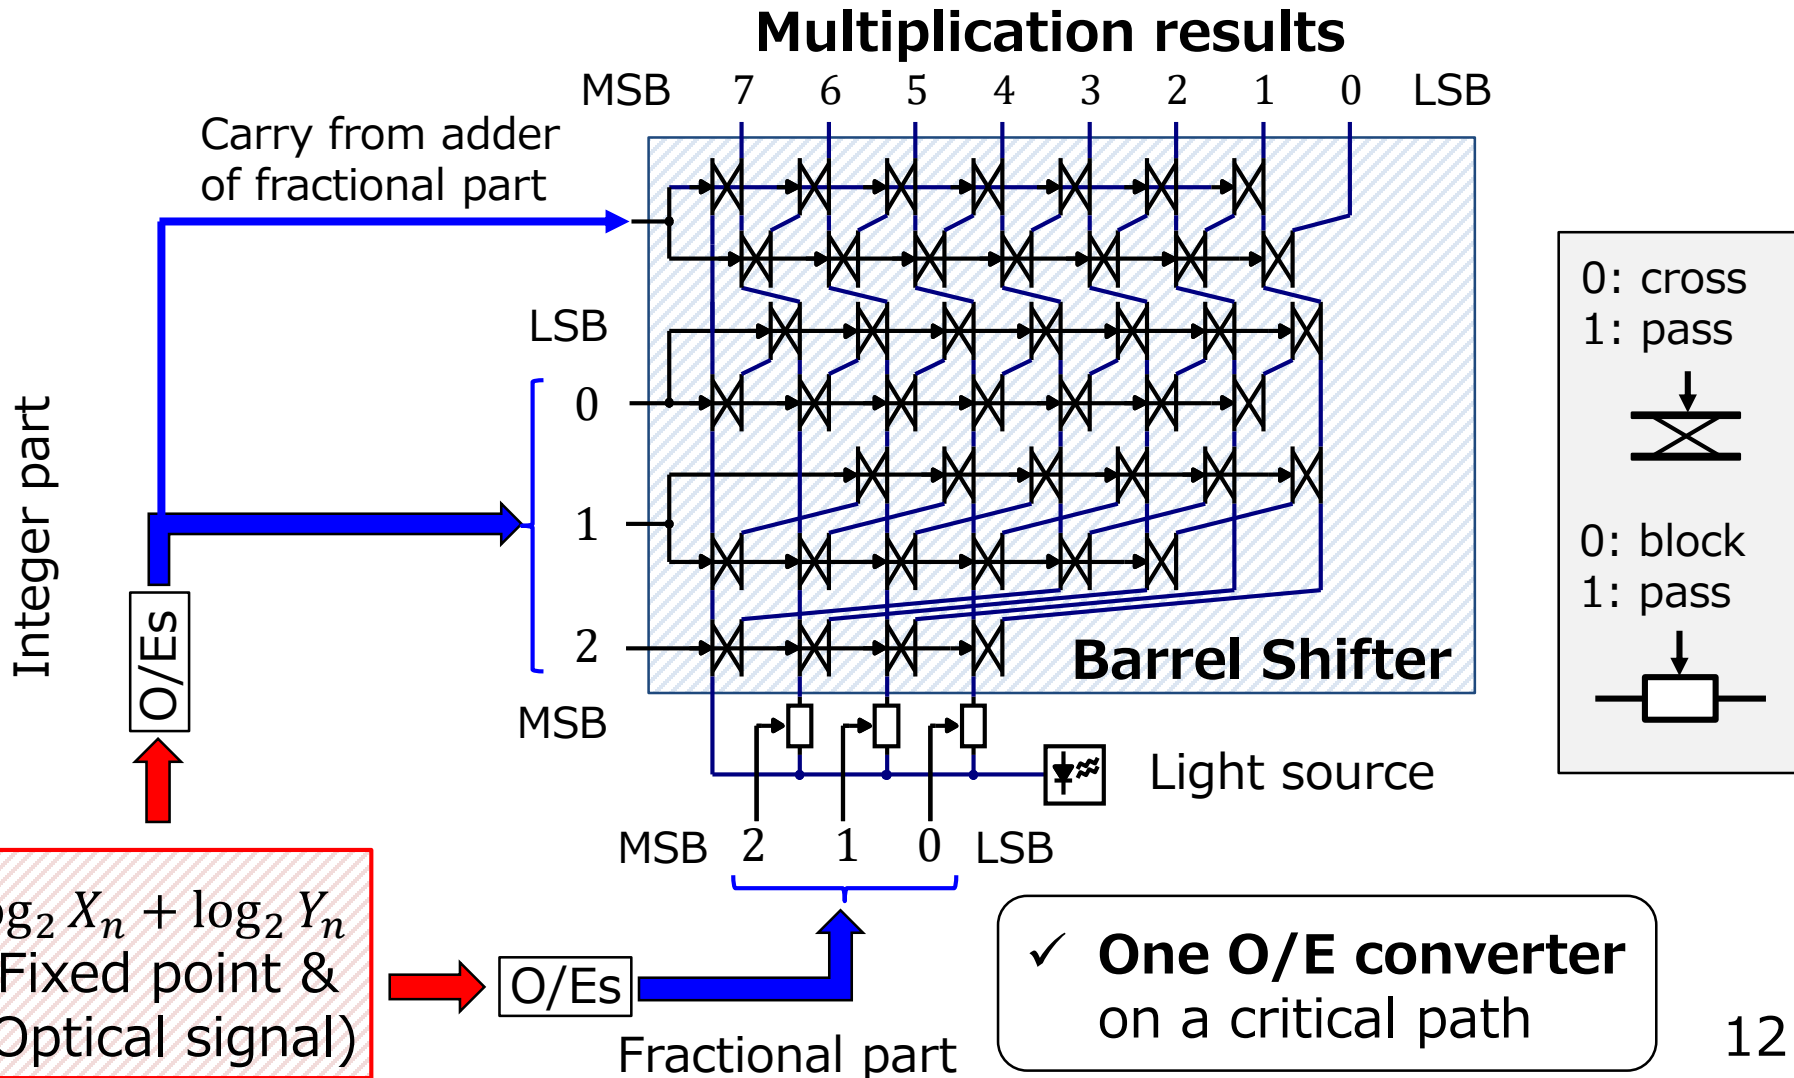 Multiplication results
MSB 7 6 5 4 3 2 1 0 LSB
Carry from adder
of fractional part
LSB
0
1
2
MSB
Integer part
O/Es
Barrel Shifter
0: cross
1: pass
0: block
1: pass
Light source
MSB 2 1 0 LSB
log₂ Xₙ + log₂ Yₙ
Fixed point &
Optical signal)
O/Es
Fractional part
✓ One O/E converter
on a critical path
12